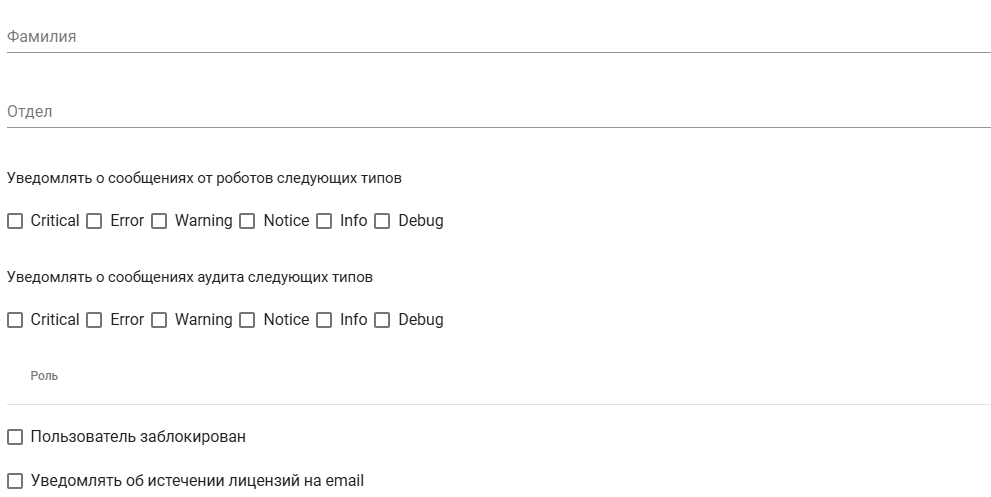 Фамилия
Отдел
Уведомлять о сообщениях от роботов следующих типов
Critical Error Warning Notice Info Debug
Уведомлять о сообщениях аудита следующих типов
Critical Error Warning Notice Info Debug
Роль
Пользователь заблокирован
Уведомлять об истечении лицензий на email